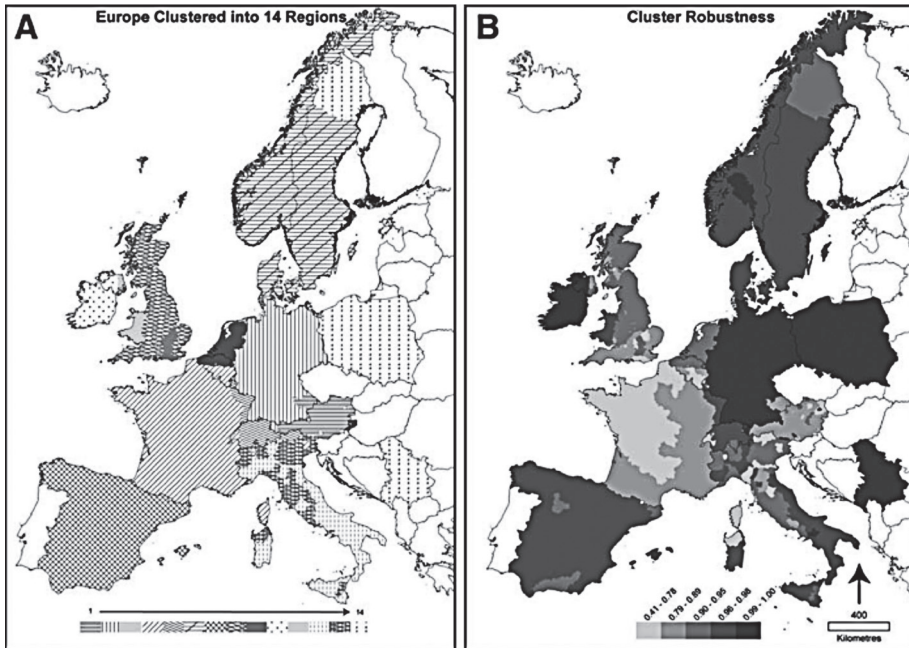 A
Europe Clustered into 14 Regions
1
14
B
Cluster Robustness
0.41 - 0.78
0.79 - 0.89
0.90 - 0.95
0.96 - 0.98
0.99 - 1.00
400
Kilometres